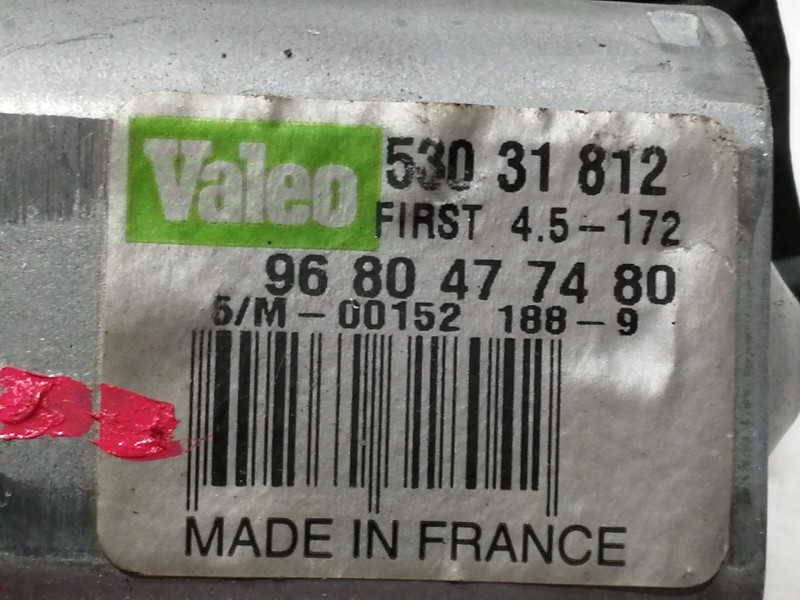 Valeo
530 31 812
FIRST 4.5-172
96 80 47 74 80
5/M-00152 188-9
MADE IN FRANCE